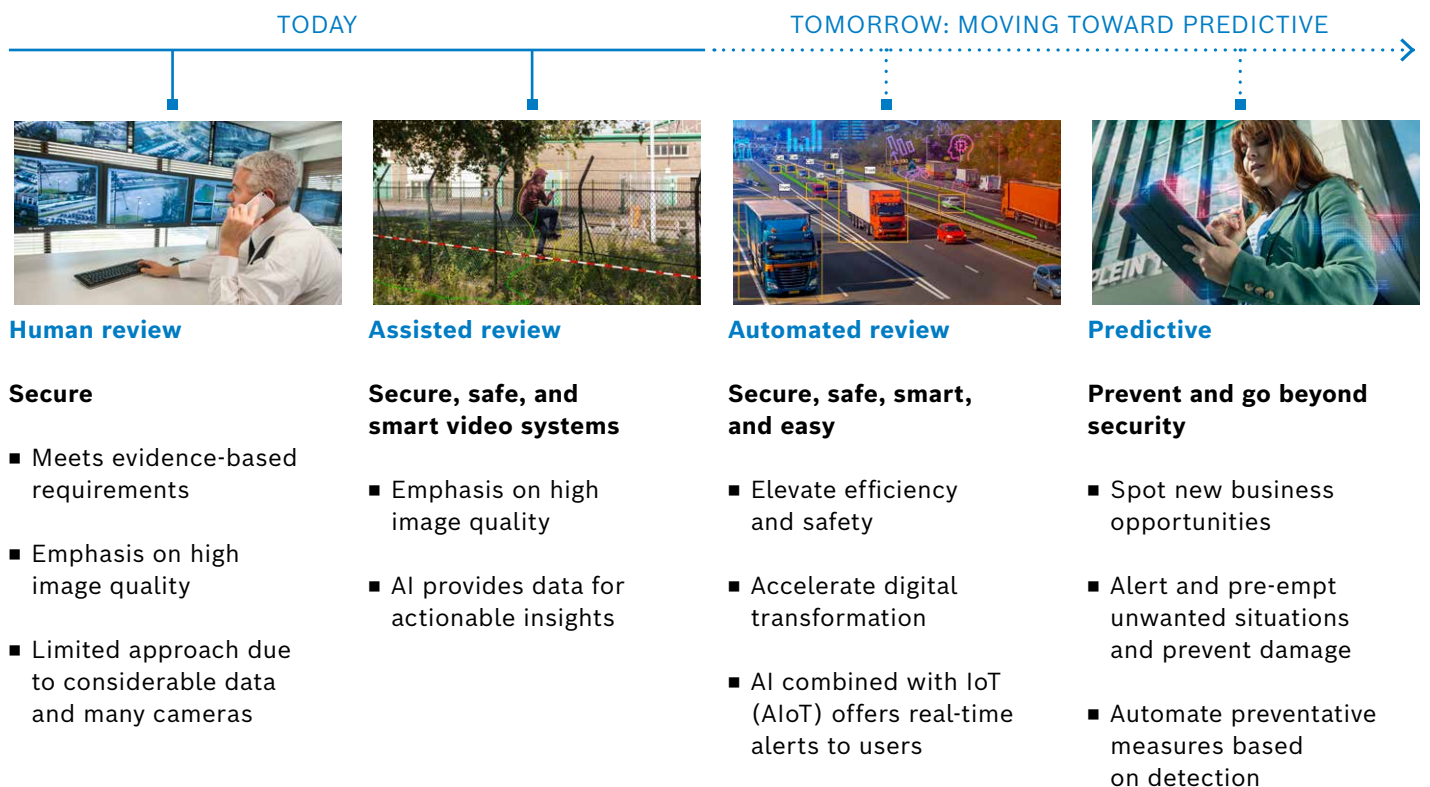 TODAY
TOMORROW: MOVING TOWARD PREDICTIVE
PLEIN 1
Human review
Secure
■ Meets evidence-based
requirements
■ Emphasis on high
image quality
■ Limited approach due
to considerable data
and many cameras
Assisted review
Secure, safe, and
smart video systems
■ Emphasis on high
image quality
■ AI provides data for
actionable insights
Automated review
Secure, safe, smart,
and easy
■ Elevate efficiency
and safety
■ Accelerate digital
transformation
■ AI combined with IoT
(AIoT) offers real-time
alerts to users
Predictive
Prevent and go beyond
security
■ Spot new business
opportunities
■ Alert and pre-empt
unwanted situations
and prevent damage
■ Automate preventative
measures based
on detection